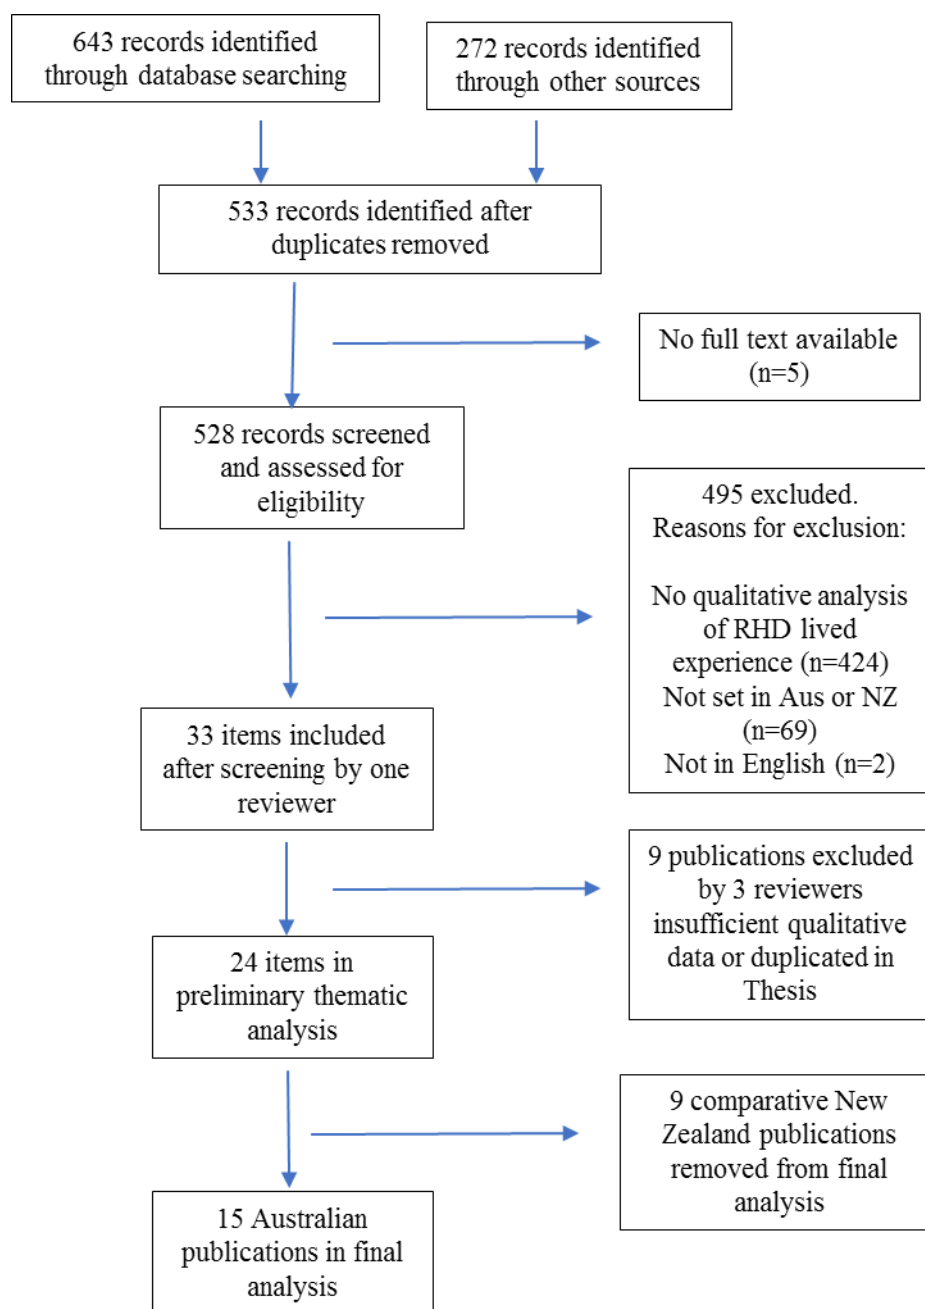 643 records identified
through database searching
272 records identified
through other sources
533 records identified after
duplicates removed
No full text available
(n=5)
528 records screened
and assessed for
eligibility
495 excluded.
Reasons for exclusion:
No qualitative analysis
of RHD lived
experience (n=424)
Not set in Aus or NZ
(n=69)
Not in English (n=2)
33 items included
after screening by one
reviewer
9 publications excluded
by 3 reviewers
insufficient qualitative
data or duplicated in
Thesis
24 items in
preliminary thematic
analysis
9 comparative New
Zealand publications
removed from final
analysis
15 Australian
publications in final
analysis